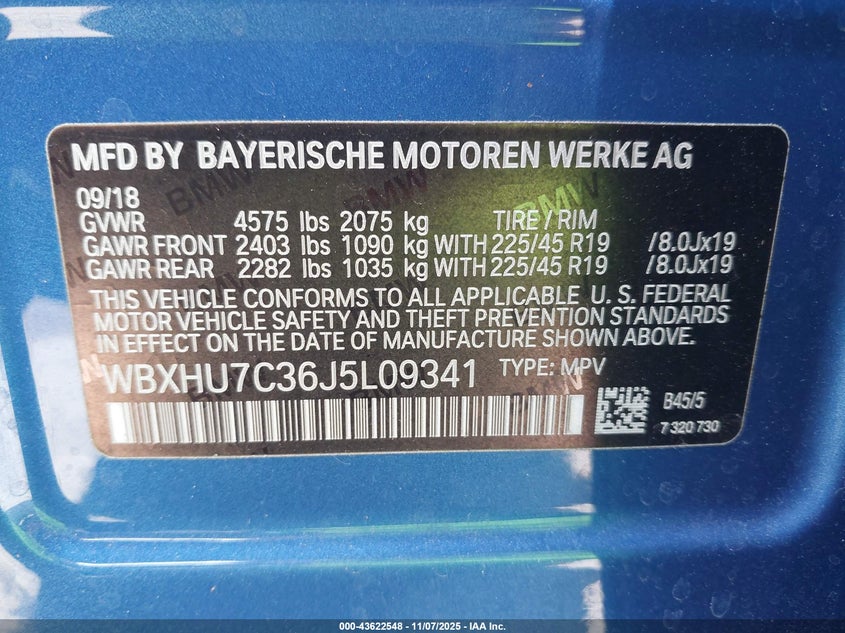 MFD BY BAYERISCHE MOTOREN WERKE AG
09/18
GVWR 4575 lbs 2075 kg TIRE / RIM
GAWR FRONT 2403 lbs 1090 kg WITH 225/45 R19 /8.0Jx19
GAWR REAR 2282 lbs 1035 kg WITH 225/45 R19 /8.0Jx19
THIS VEHICLE CONFORMS TO ALL APPLICABLE U. S. FEDERAL
MOTOR VEHICLE SAFETY AND THEFT PREVENTION STANDARDS
IN EFFECT ON THE DATE OF MANUFACTURE SHOWN ABOVE.
WBXHU7C36J5L09341 TYPE: MPV
B45/5
7 320 730
000-43622548 - 11/07/2025 - IAA Inc.